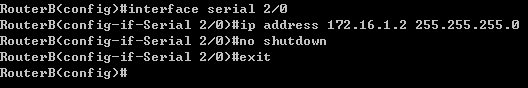 RouterB(config)#interface serial 2/0
RouterB(config-if-Serial 2/0)#ip address 172.16.1.2 255.255.255.0
RouterB(config-if-Serial 2/0)#no shutdown
RouterB(config-if-Serial 2/0)#exit
RouterB(config)#